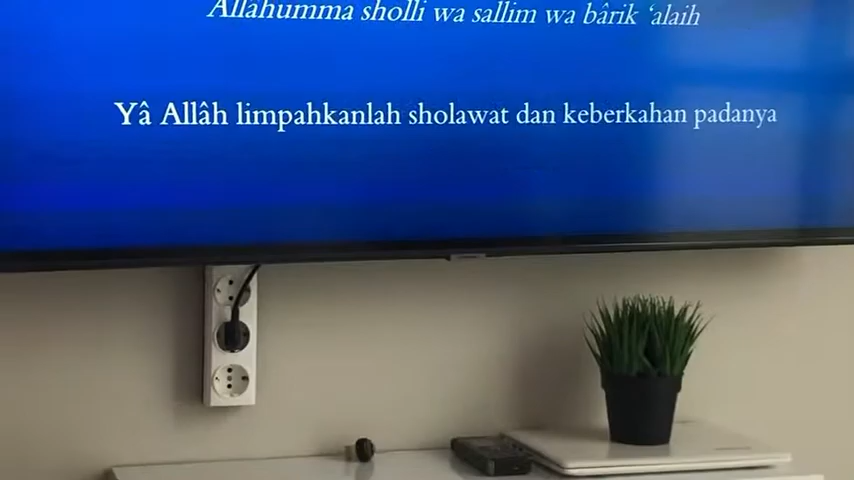 Allâhumma sholli wa sallim wa bârik ‘alaih
Yâ Allâh limpahkanlah sholawat dan keberkahan padanya